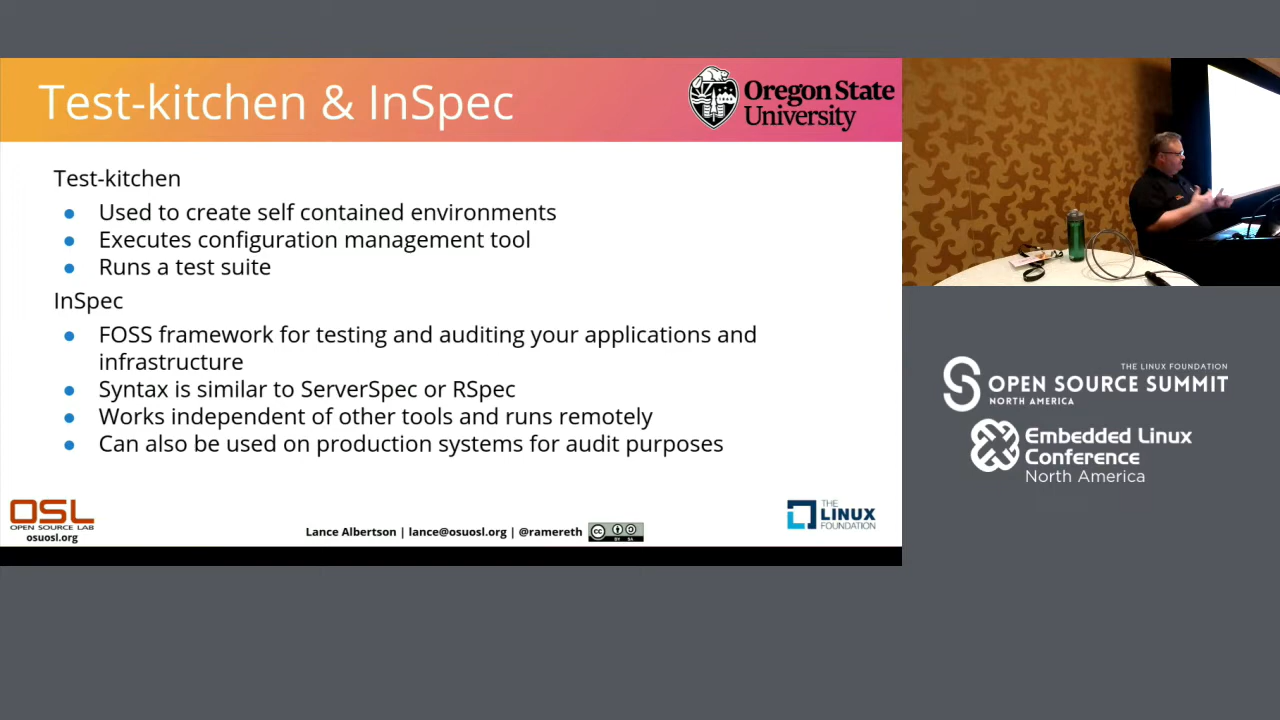 Test-kitchen & InSpec
Oregon State
University
Test-kitchen
● Used to create self contained environments
● Executes configuration management tool
● Runs a test suite
InSpec
● FOSS framework for testing and auditing your applications and
infrastructure
● Syntax is similar to ServerSpec or RSpec
● Works independent of other tools and runs remotely
● Can also be used on production systems for audit purposes
OSL
OPEN SOURCE LAB
osuosl.org
Lance Albertson | lance@osuosl.org | @ramereth
cc
BY SA
THE
LINUX
FOUNDATION
THE LINUX FOUNDATION
OPEN SOURCE SUMMIT
NORTH AMERICA
Embedded Linux
Conference
North America